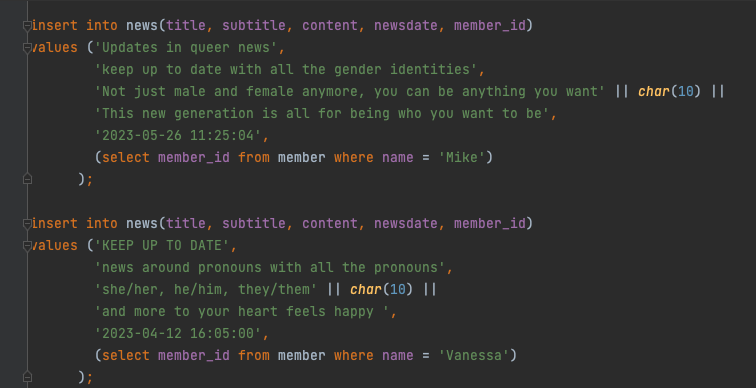 insert into news(title, subtitle, content, newsdate, member_id)
values ('Updates in queer news',
'keep up to date with all the gender identities',
'Not just male and female anymore, you can be anything you want' || char(10) ||
'This new generation is all for being who you want to be',
'2023-05-26 11:25:04',
(select member_id from member where name = 'Mike')
);
insert into news(title, subtitle, content, newsdate, member_id)
values ('KEEP UP TO DATE',
'news around pronouns with all the pronouns',
'she/her, he/him, they/them' || char(10) ||
'and more to your heart feels happy ',
'2023-04-12 16:05:00',
(select member_id from member where name = 'Vanessa')
);